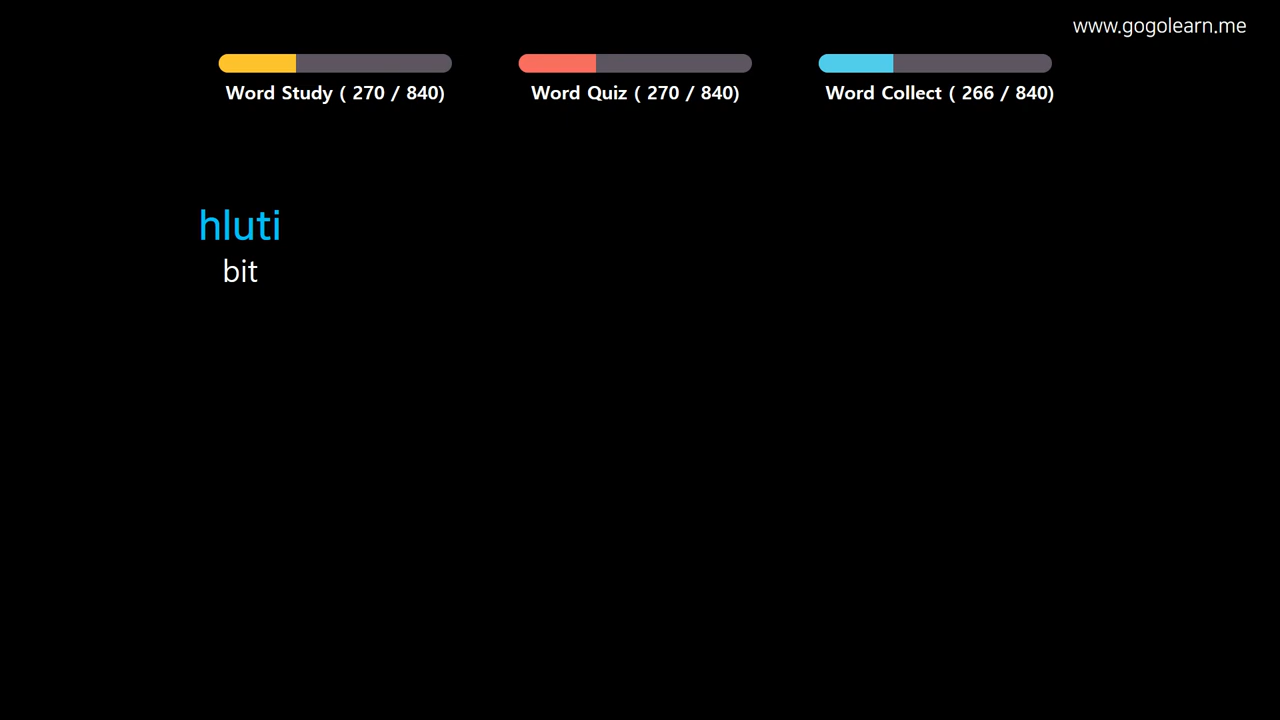 www.gogolearn.me
Word Study ( 270 / 840)
Word Quiz ( 270 / 840)
Word Collect ( 266 / 840)
hluti
bit